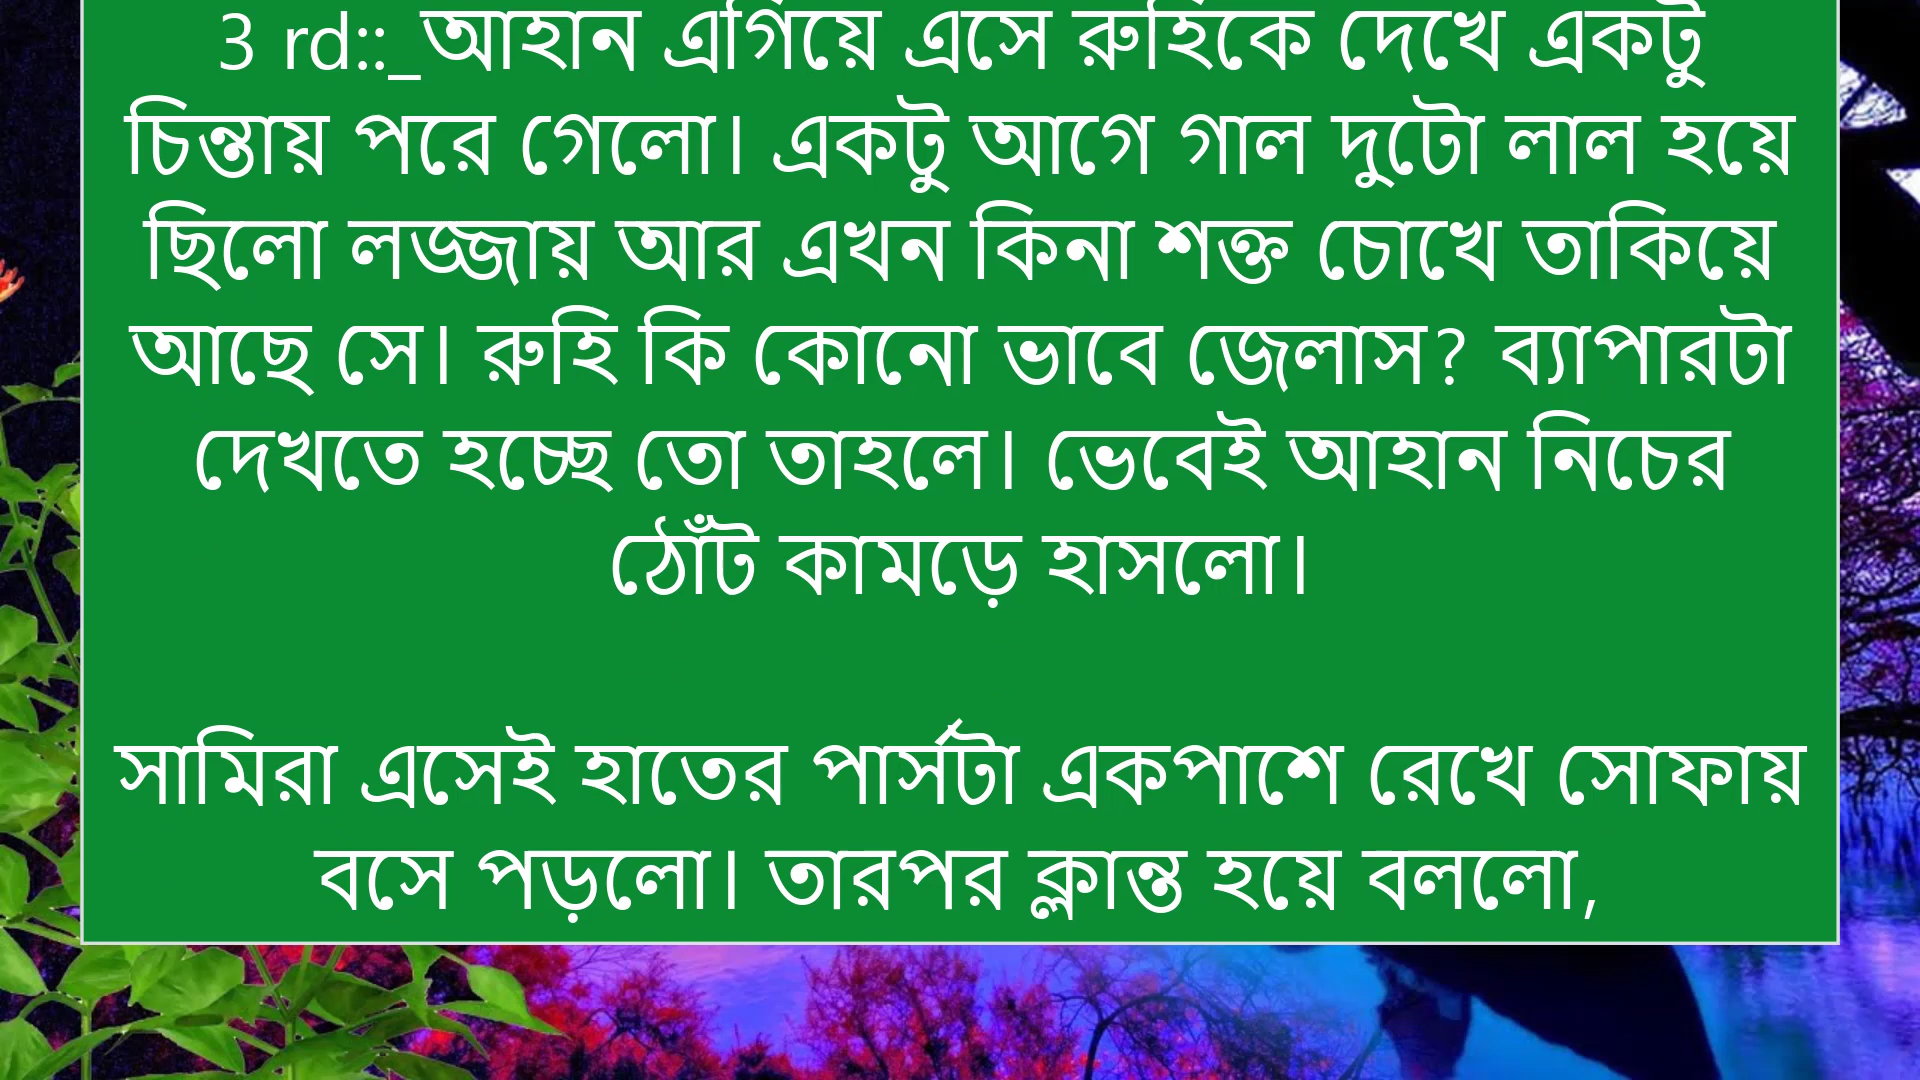 3 rd::_আহান এগিয়ে এসে রুহিকে দেখে একটু
চিন্তায় পরে গেলো। একটু আগে গাল দুটো লাল হয়ে
ছিলো লজ্জায় আর এখন কিনা শক্ত চোখে তাকিয়ে
আছে সে। রুহি কি কোনো ভাবে জেলাস? ব্যাপারটা
দেখতে হচ্ছে তো তাহলে। ভেবেই আহান নিচের
ঠোঁট কামড়ে হাসলো।
সামিরা এসেই হাতের পার্সটা একপাশে রেখে সোফায়
বসে পড়লো। তারপর ক্লান্ত হয়ে বললো,